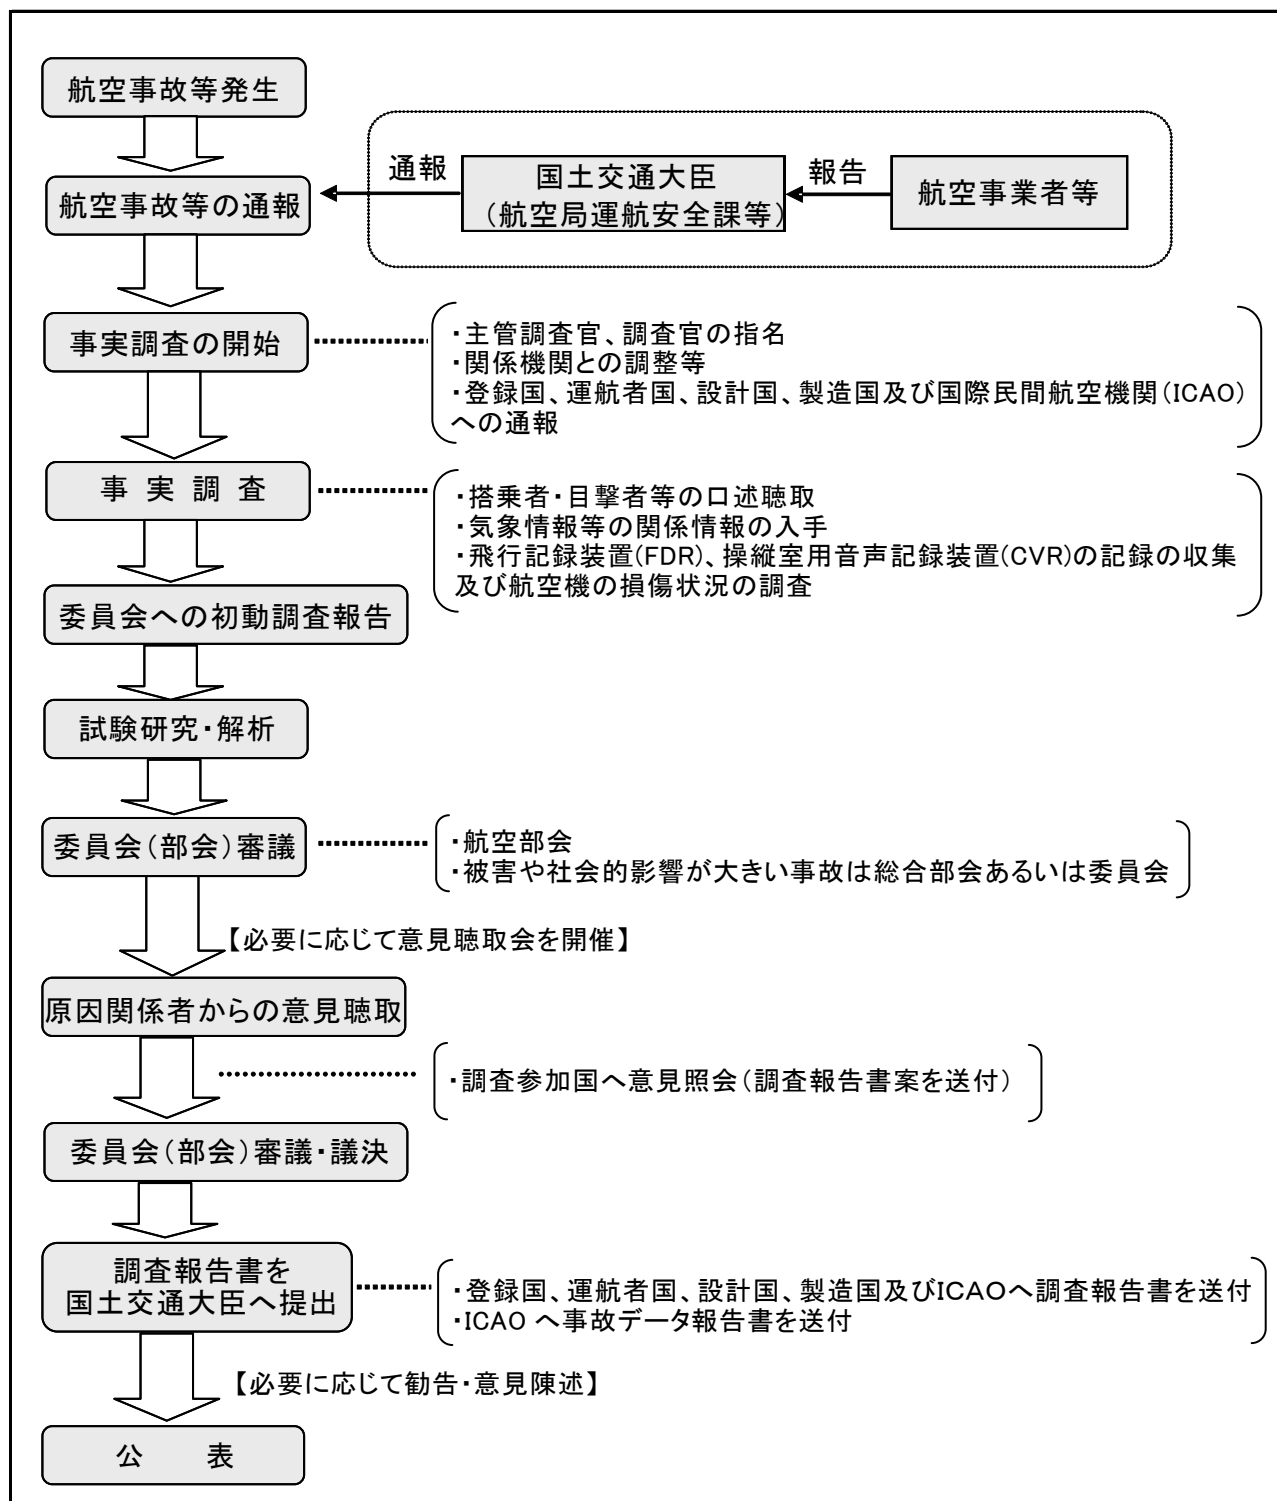 航空事故等発生
通報
国土交通大臣
(航空局運航安全課等)
報告
航空事業者等
航空事故等の通報
事実調査の開始
・主管調査官、調査官の指名
・関係機関との調整等
・登録国、運航者国、設計国、製造国及び国際民間航空機関(ICAO)
への通報
事 実 調 査
・搭乗者・目撃者等の口述聴取
・気象情報等の関係情報の入手
・飛行記録装置(FDR)、操縦室用音声記録装置(CVR)の記録の収集
及び航空機の損傷状況の調査
委員会への初動調査報告
試験研究・解析
委員会(部会)審議
・航空部会
・被害や社会的影響が大きい事故は総合部会あるいは委員会
【必要に応じて意見聴取会を開催】
原因関係者からの意見聴取
・調査参加国へ意見照会(調査報告書案を送付)
委員会(部会)審議・議決
調査報告書を
国土交通大臣へ提出
・登録国、運航者国、設計国、製造国及びICAOへ調査報告書を送付
・ICAO へ事故データ報告書を送付
【必要に応じて勧告・意見陳述】
公 表